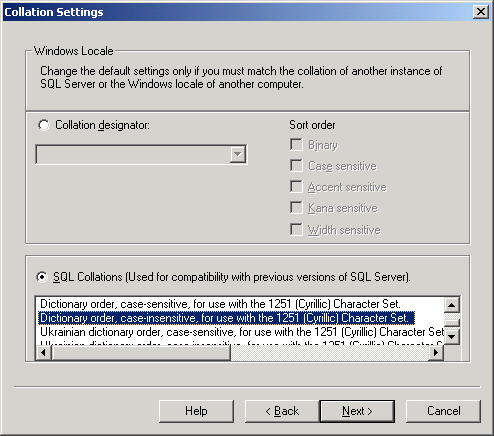 Collation Settings
Windows Locale
Change the default settings only if you must match the collation of another instance of
SQL Server or the Windows locale of another computer.
Collation designator:
Sort order
Binary
Case sensitive
Accent sensitive
Kana sensitive
Width sensitive
SQL Collations (Used for compatibility with previous versions of SQL Server).
Dictionary order, case-sensitive, for use with the 1251 (Cyrillic) Character Set.
Dictionary order, case-insensitive, for use with the 1251 (Cyrillic) Character Set.
Ukrainian dictionary order, case-sensitive, for use with the 1251 (Cyrillic) Character Set
Help
< Back
Next >
Cancel